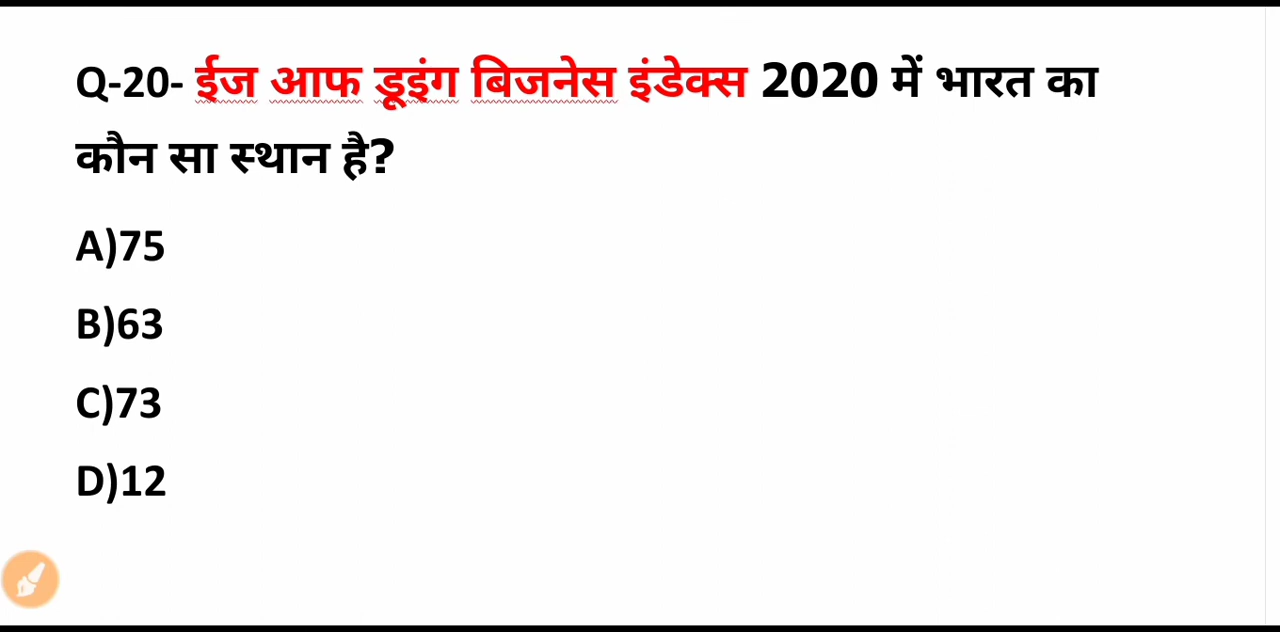 Q-20- ईज आफ डूइंग बिजनेस इंडेक्स 2020 में भारत का
कौन सा स्थान है?
A)75
B)63
C)73
D)12